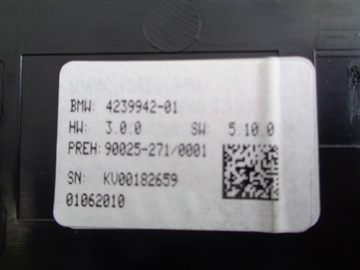 BMW: 4239942-01
HW: 3.0.0 SW: 5.10.0
PREH: 90025-271/0001
SN: KV00182659
01062010